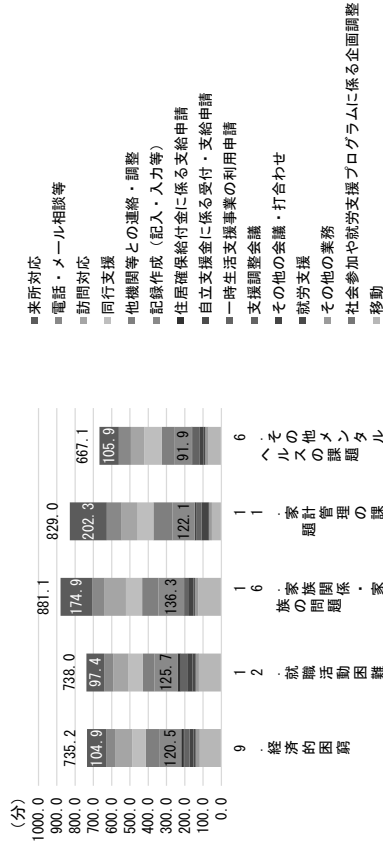 (分)
1000.0
900.0
800.0
700.0
600.0
500.0
400.0
300.0
200.0
100.0
0.0
735.2
104.9
120.5
738.0
97.4
125.7
881.1
174.9
136.3
829.0
202.3
122.1
667.1
105.9
91.9
9.経済的困窮
12.就職活動困難
16.家族関係・家
族の問題
11.家計管理の課
題
6.その他メンタル
ヘルスの課題
来所対応
電話・メール相談等
訪問対応
同行支援
他機関等との連絡・調整
記録作成（記入・入力等）
住居確保給付金に係る支給申請
自立支援金に係る受付・支給申請
一時生活支援事業の利用申請
支援調整会議
その他の会議・打合わせ
就労支援
その他の業務
社会参加や就労支援プログラムに係る企画調整
移動